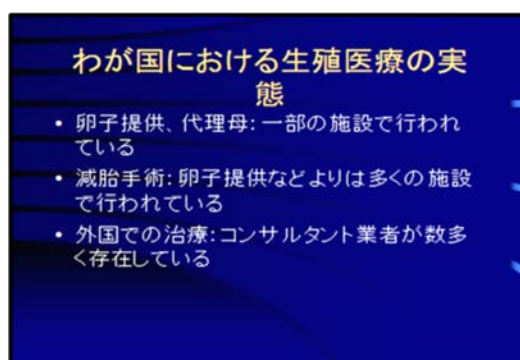 わが国における生殖医療の実
態
• 卵子提供、代理母: 一部の施設で行われ
ている
• 減胎手術: 卵子提供などよりは多くの施設
で行われている
• 外国での治療:コンサルタント業者が数多
く存在している